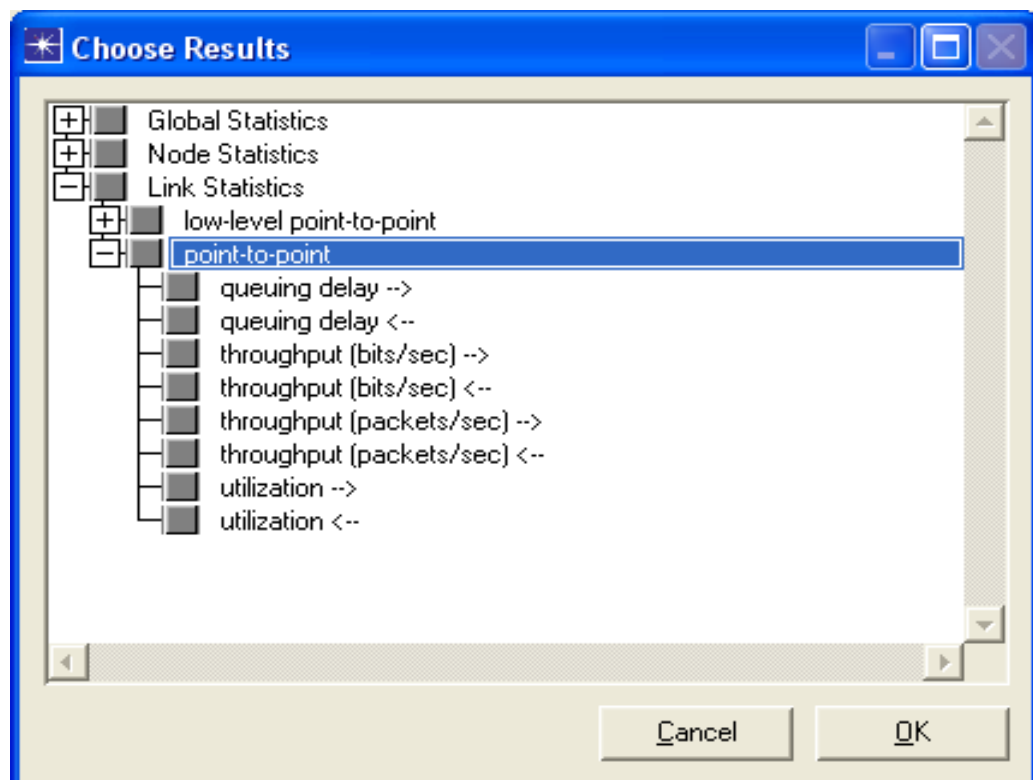 Choose Results
Global Statistics
Node Statistics
Link Statistics
low-level point-to-point
point-to-point
queuing delay -->
queuing delay <--
throughput (bits/sec) -->
throughput (bits/sec) <--
throughput (packets/sec) -->
throughput (packets/sec) <--
utilization -->
utilization <--
Cancel OK